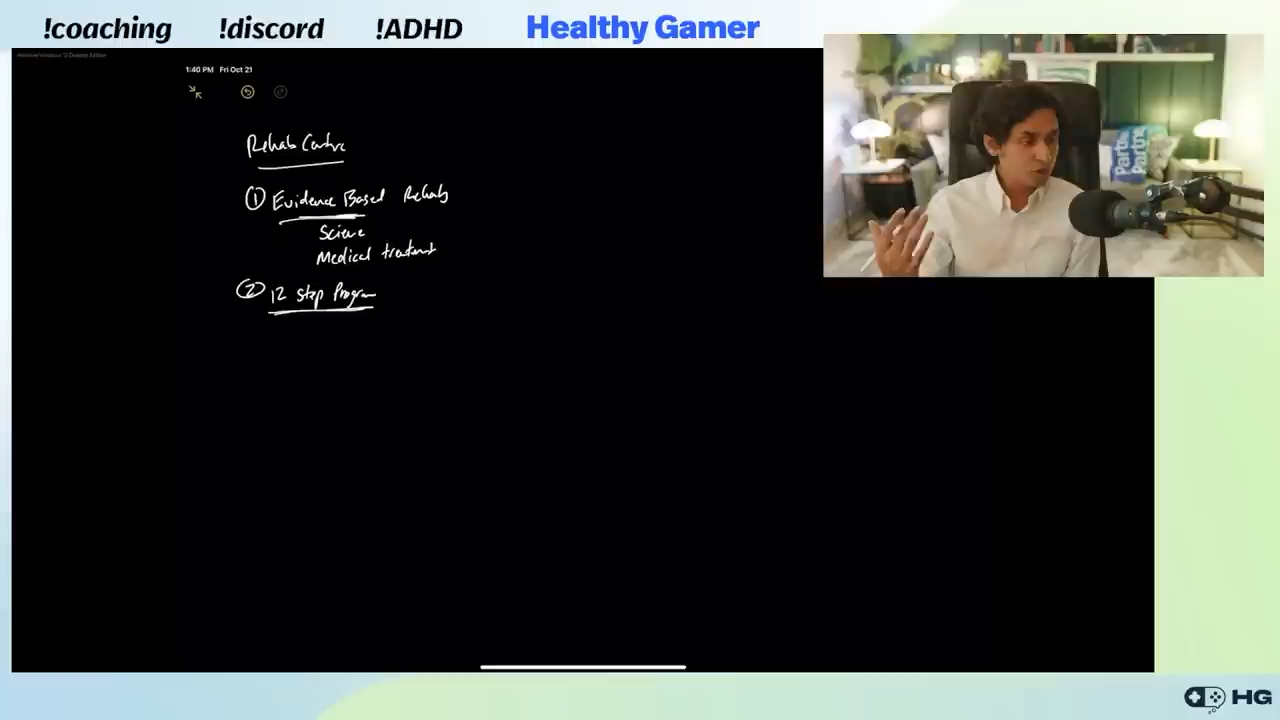 !coaching !discord !ADHD Healthy Gamer
1:40 PM Fri Oct 21
Rehab Centre
① Evidence Based Rehab
Science
Medical treatment
② 12 step Program
HG